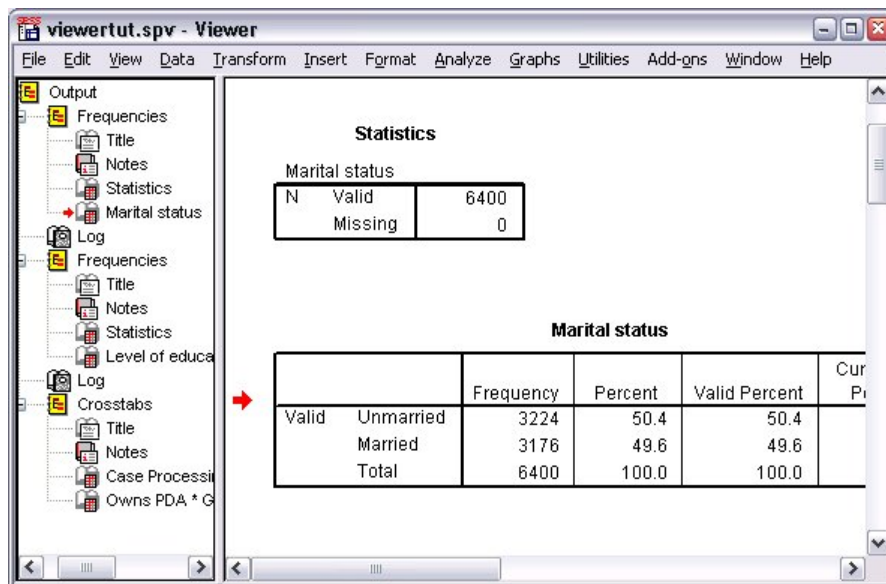 viewertut.spv - Viewer
File Edit View Data Transform Insert Format Analyze Graphs Utilities Add-ons Window Help
Output
Frequencies
Title
Notes
Statistics
Marital status
Log
Frequencies
Title
Notes
Statistics
Level of educa
Log
Crosstabs
Title
Notes
Case Processi
Owns PDA * G
Statistics
Marital status
N Valid 6400
Missing 0
Marital status
Cur
Frequency Percent Valid Percent P
Valid Unmarried 3224 50.4 50.4
Married 3176 49.6 49.6
Total 6400 100.0 100.0